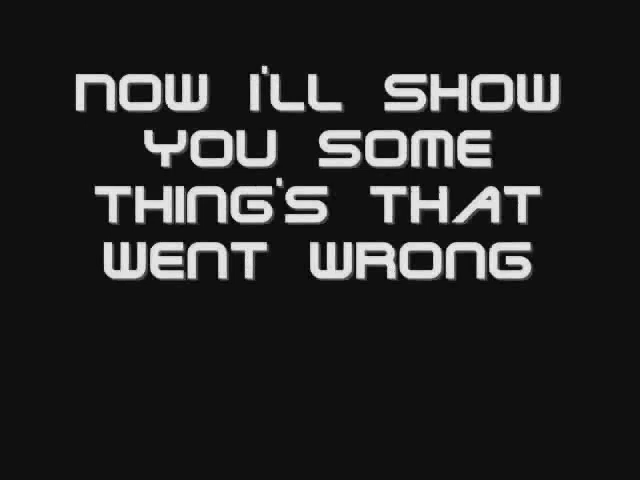 NOW I'LL SHOW
YOU SOME
THING'S THAT
WENT WRONG